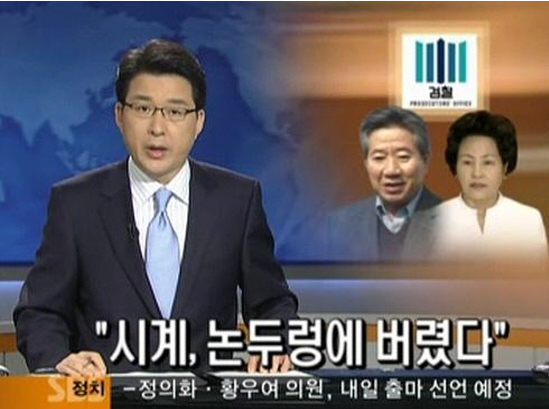 검찰
PROSECUTORS' OFFICE
"시계, 논두렁에 버렸다"
SBS
정치 -정의화·황우여 의원, 내일 출마 선언 예정